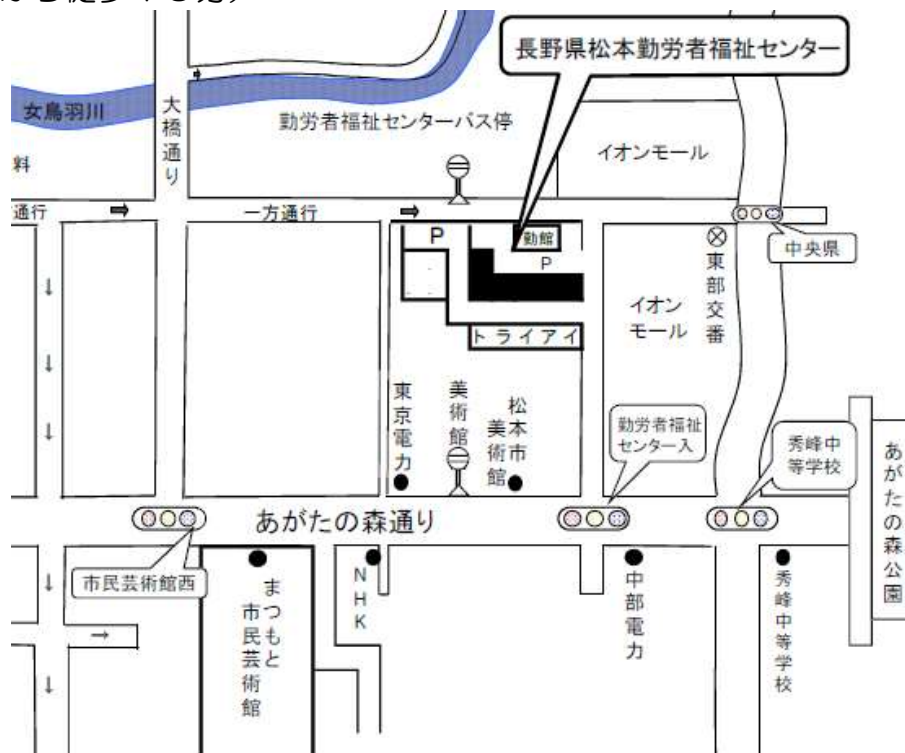 長野県松本勤労者福祉センター
女鳥羽川
大橋通り
勤労者福祉センターバス停
イオンモール
料
通行
一方通行
中央県
P
勤館
P
東部交番
イオン
モール
トライアイ
東京電力
美術館
松本市
美術館
勤労者福祉
センター入
秀峰中
等学校
あがたの森公園
あがたの森通り
市民芸術館西
まつもと
市民芸術館
NHK
中部電力
秀峰中等学校